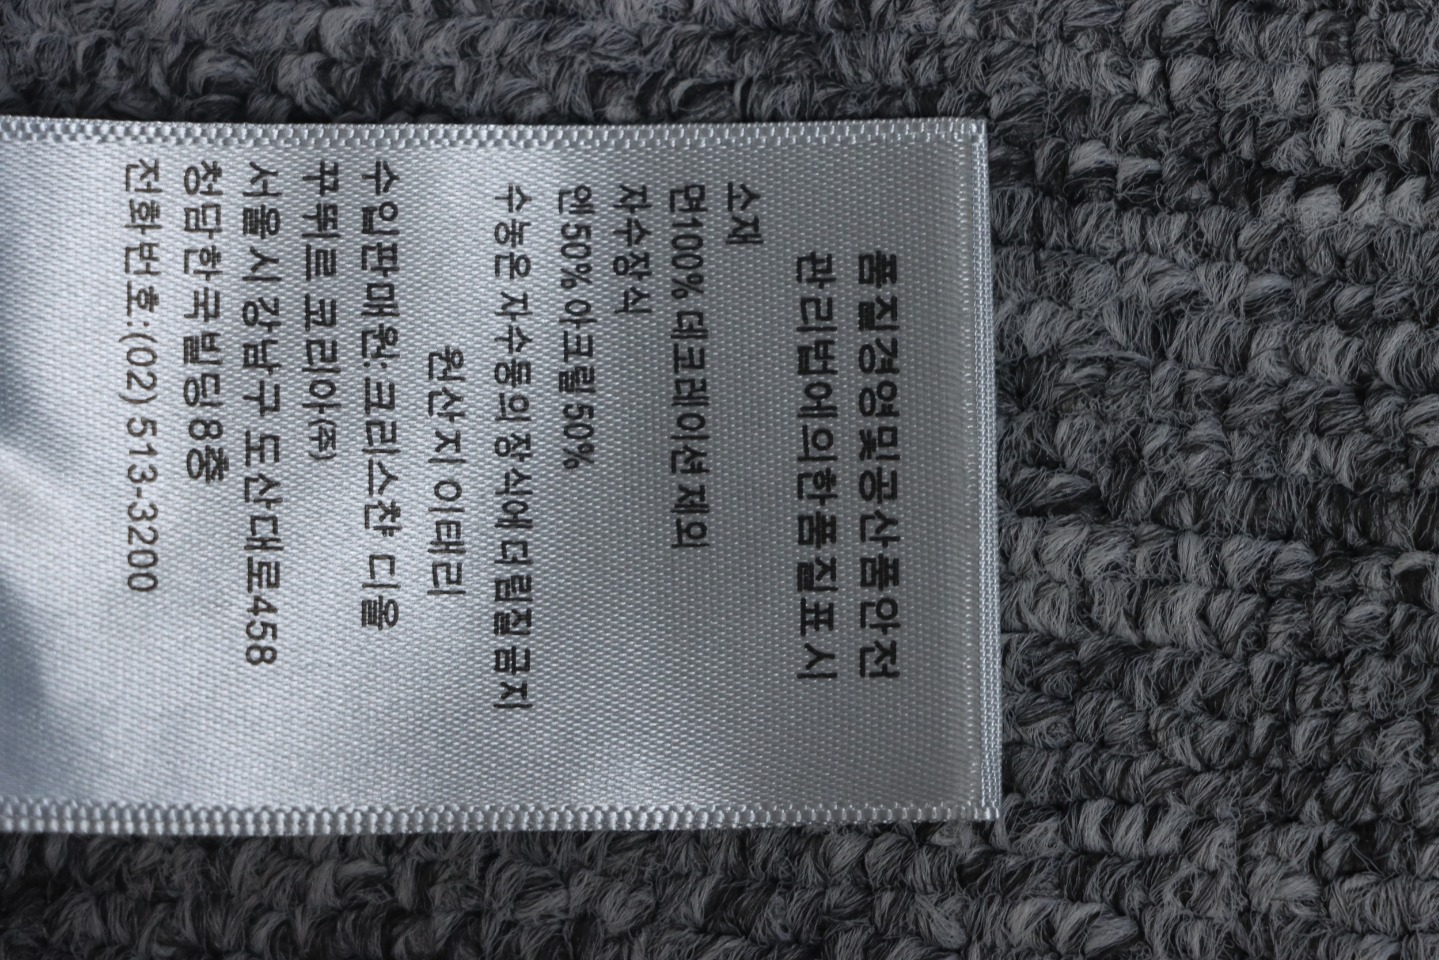 품질경영및공산품안전
관리법에의한품질표시
소재
면100% 데코레이션 제외
자수장식
엔50% 아크릴50%
수놓은 자수룸의장식에 다림질금지
원산지 이태리
수입판매원:크리스챤 디올
꾸뛰르 코리아(주)
서울시강남구 도산대로458
청담한국빌딩8층
전화번호:(02) 513-3200